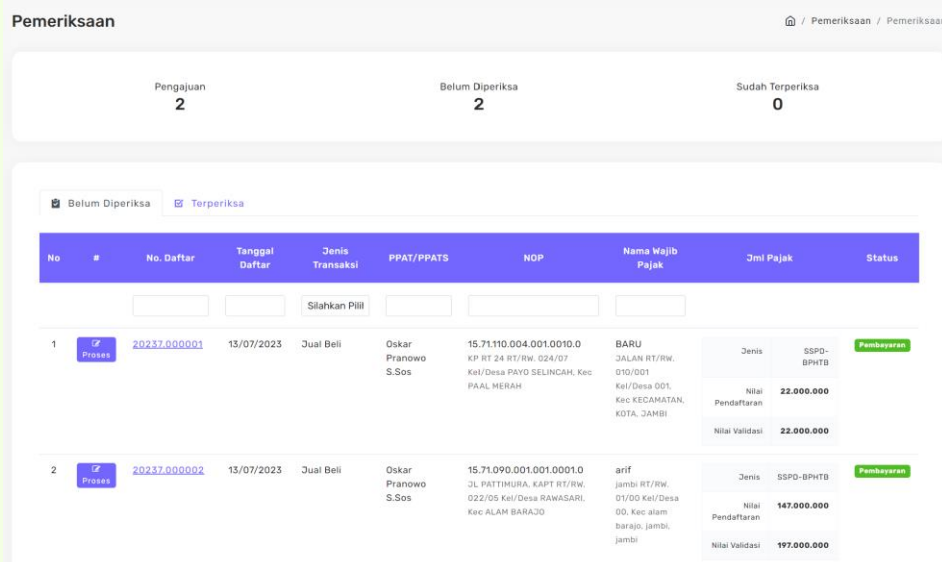 Pemeriksaan
/ Pemeriksaan / Pemeriksaan
Pengajuan
2
Belum Diperiksa
2
Sudah Terperiksa
0
Belum Diperiksa
Terperiksa
No # No. Daftar Tanggal Daftar Jenis Transaksi PPAT/PPATS NOP Nama Wajib Pajak Jml Pajak Status
Silahkan Pilil
1
Proses
20237.000001
13/07/2023
Jual Beli
Oskar
Pranowo
S.Sos
15.71.110.004.001.0010.0
KP RT 24 RT/RW. 024/07
Kel/Desa PAYO SELINCAH, Kec
PAAL MERAH
BARU
JALAN RT/RW.
010/001
Kel/Desa 001,
Kec KECAMATAN,
KOTA, JAMBI
Jenis SSPD-
BPHTB
Nilai
Pendaftaran
22.000.000
Nilai Validasi 22.000.000
Pembayaran
2
Proses
20237.000002
13/07/2023
Jual Beli
Oskar
Pranowo
S.Sos
15.71.090.001.001.0001.0
JL PATTIMURA, KAPT RT/RW.
022/05 Kel/Desa RAWASARI,
Kec ALAM BARAJO
arif
jambi RT/RW.
01/00 Kel/Desa
00, Kec alam
barajo, jambi,
jambi
Jenis SSPD-BPHTB
Nilai
Pendaftaran
147.000.000
Nilai Validasi 197.000.000
Pembayaran